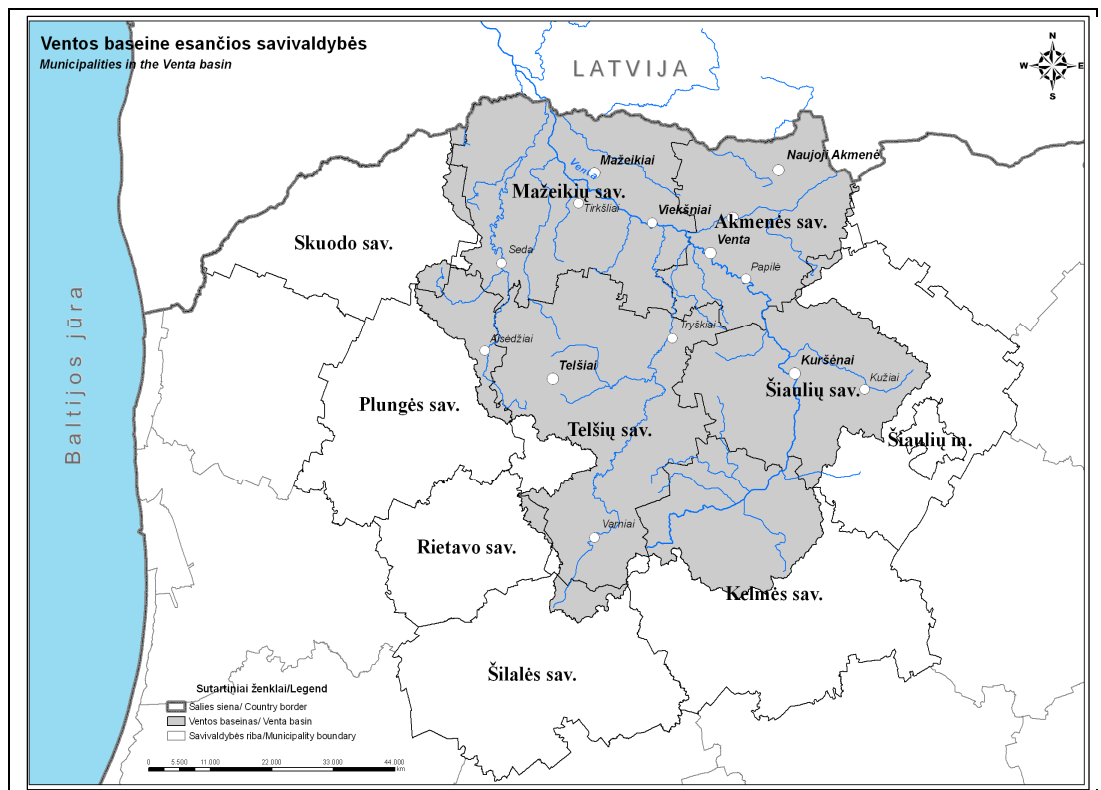 Ventos baseine esančios savivaldybės
Municipalities in the Venta basin
LATVIJA
N
W
E
S
Baltijos jūra
Venta
Mažeikiai
Naujoji Akmenė
Mažeikių sav.
Tirkšliai
Viekšniai
Akmenės sav.
Skuodo sav.
Venta
Seda
Papilė
Tryškiai
Alsėdžiai
Telšiai
Kuršėnai
Kužiai
Šiaulių sav.
Plungės sav.
Telšių sav.
Šiaulių m.
Varniai
Rietavo sav.
Kelmės sav.
Šilalės sav.
Sutartiniai ženklai/Legend
Šalies siena/ Country border
Ventos baseinas/ Venta basin
Savivaldybės riba/Municipality boundary
0 5.500 11.000 22.000 33.000 44.000
km